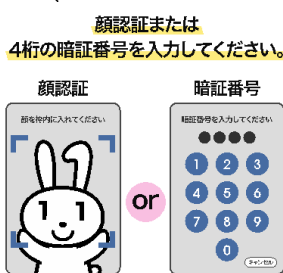 顔認証または
4桁の暗証番号を入力してください。
顔認証
暗証番号
顔を枠内に入れてください
暗証番号を入力してください
or
1 2 3
4 5 6
7 8 9
0
キャンセル